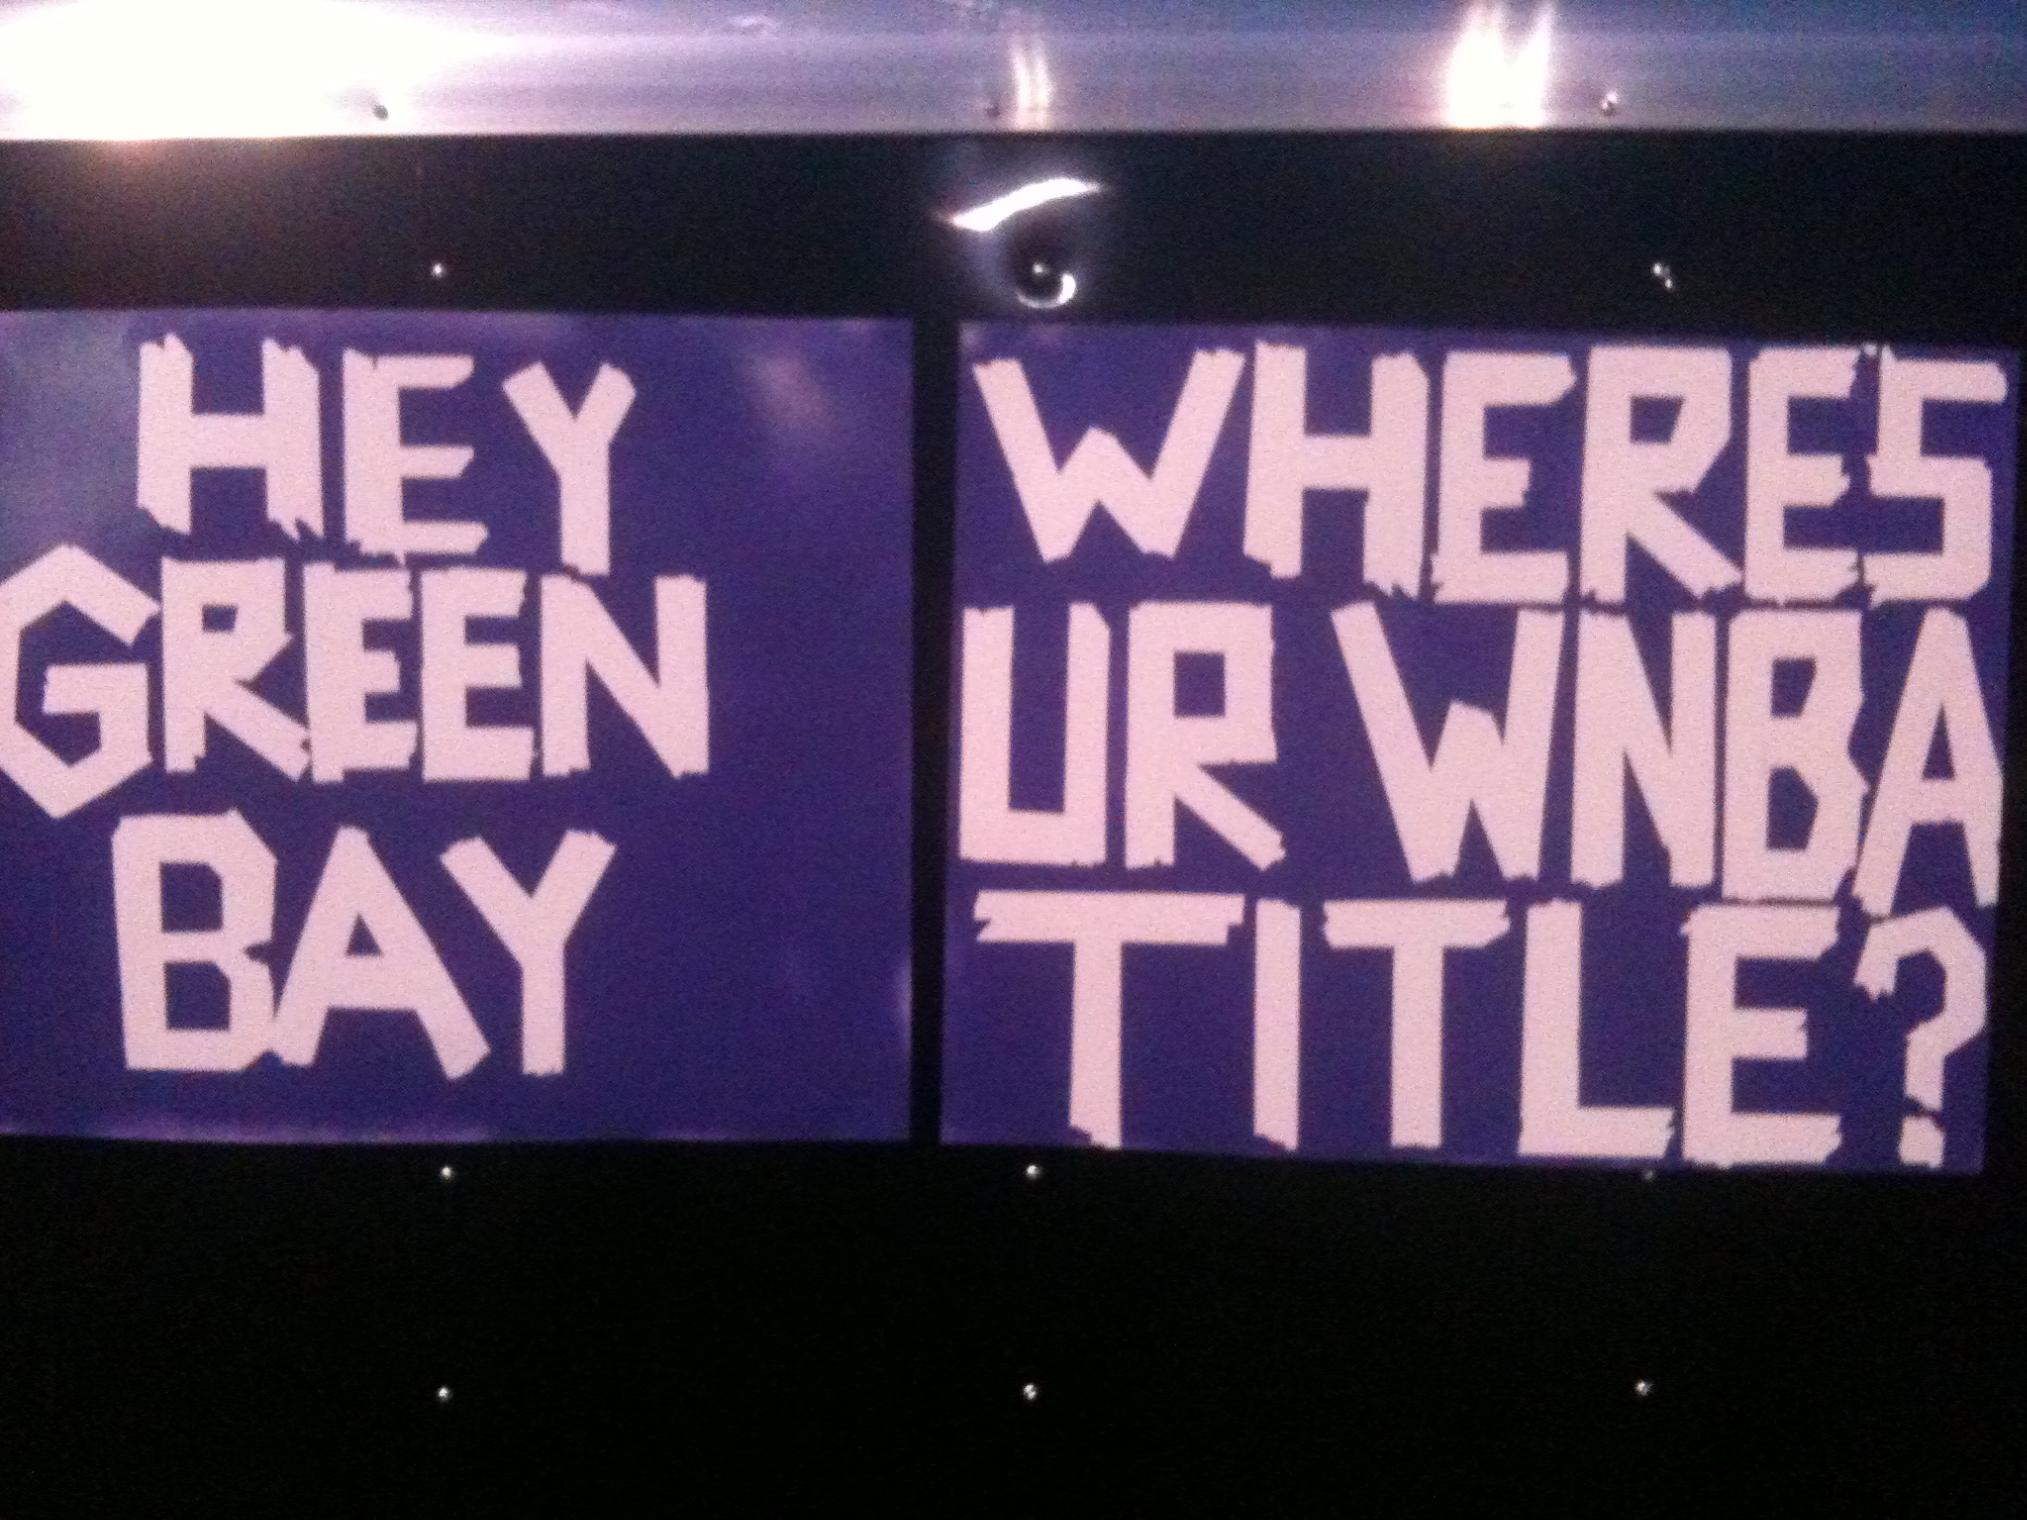 HEY
GREEN
BAY
WHERES
UR WNBA
TITLE?